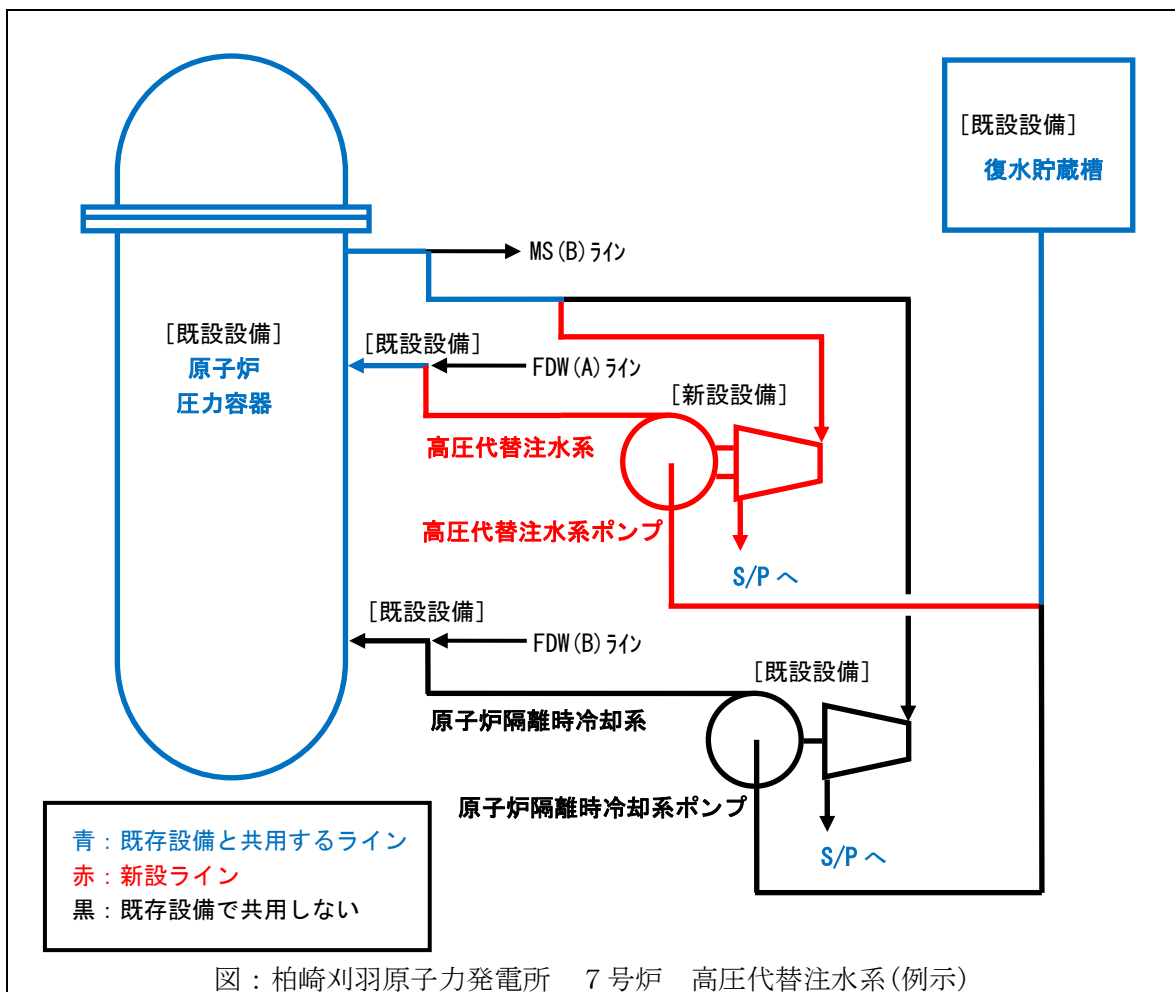 [既設設備]
復水貯蔵槽
MS(B)ライン
[既設設備]
原子炉
圧力容器
[既設設備]
FDW(A)ライン
[新設設備]
高圧代替注水系
高圧代替注水系ポンプ
S/P へ
[既設設備]
FDW(B)ライン
[既設設備]
原子炉隔離時冷却系
原子炉隔離時冷却系ポンプ
S/P へ
青：既存設備と共用するライン
赤：新設ライン
黒：既存設備で共用しない
図：柏崎刈羽原子力発電所　７号炉　高圧代替注水系(例示)